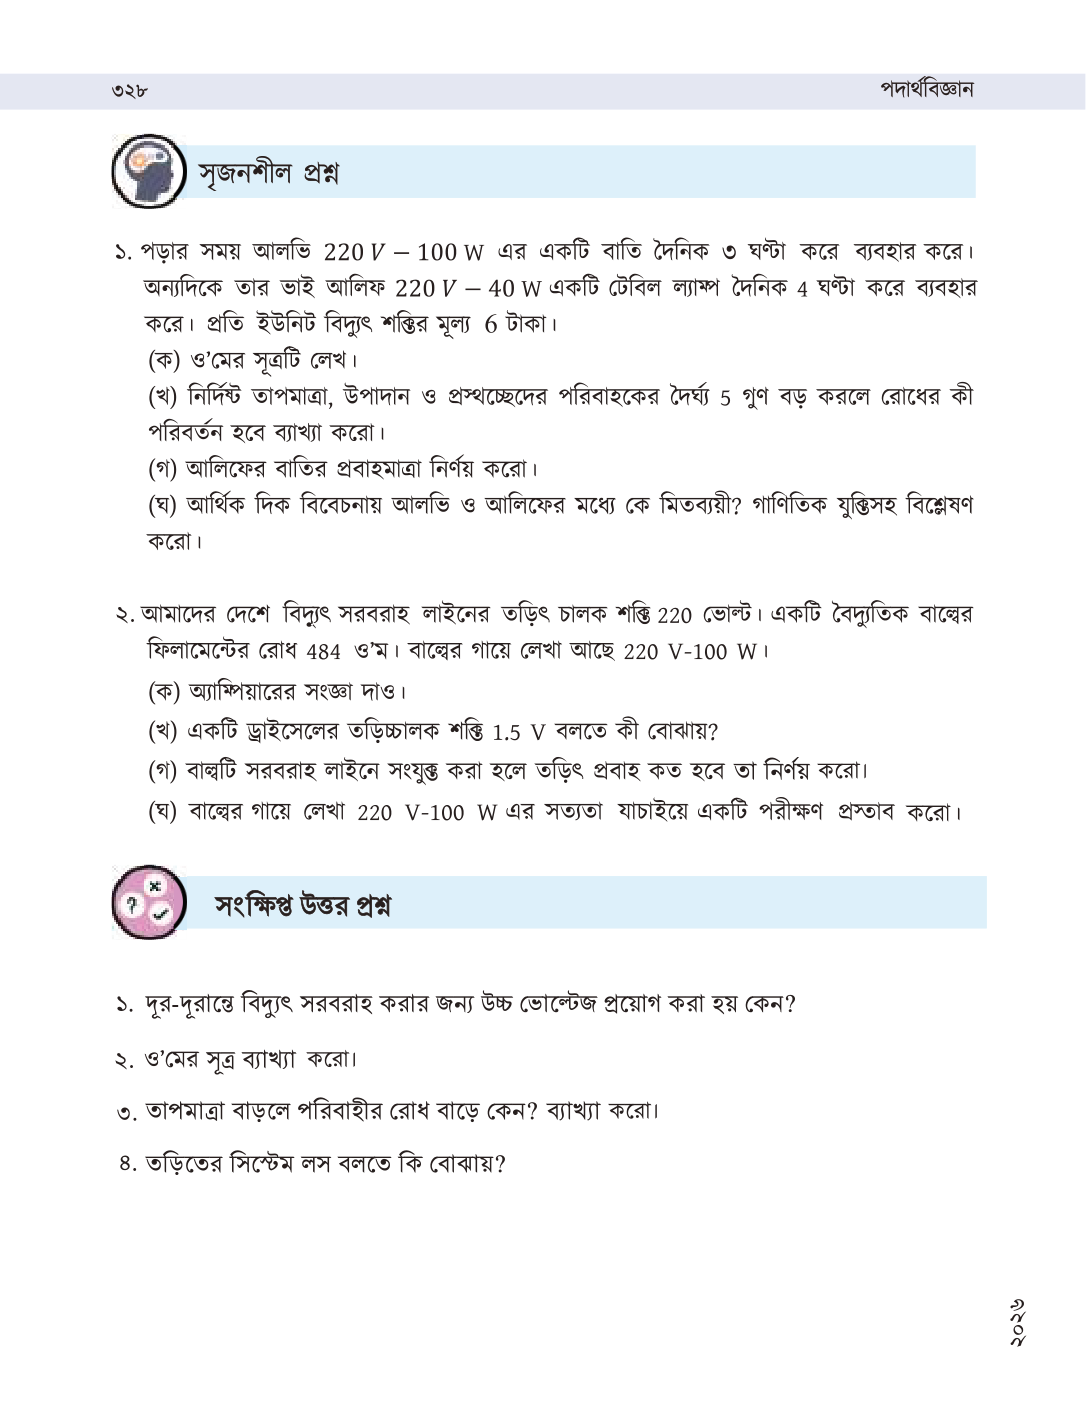 ৩২৮ পদার্থবিজ্ঞান
সৃজনশীল প্রশ্ন
১. পড়ার সময় আলভি 220 V – 100 W এর একটি বাতি দৈনিক ৩ ঘণ্টা করে ব্যবহার করে।
অন্যদিকে তার ভাই আলিফ 220 V – 40 W একটি টেবিল ল্যাম্প দৈনিক 4 ঘণ্টা করে ব্যবহার
করে। প্রতি ইউনিট বিদ্যুৎ শক্তির মূল্য 6 টাকা।
(ক) ও’মের সূত্রটি লেখ।
(খ) নির্দিষ্ট তাপমাত্রা, উপাদান ও প্রস্থচ্ছেদের পরিবাহকের দৈর্ঘ্য 5 গুণ বড় করলে রোধের কী
পরিবর্তন হবে ব্যাখ্যা করো।
(গ) আলিফের বাতির প্রবাহমাত্রা নির্ণয় করো।
(ঘ) আর্থিক দিক বিবেচনায় আলভি ও আলিফের মধ্যে কে মিতব্যয়ী? গাণিতিক যুক্তিসহ বিশ্লেষণ
করো।
২. আমাদের দেশে বিদ্যুৎ সরবরাহ লাইনের তড়িৎ চালক শক্তি 220 ভোল্ট। একটি বৈদ্যুতিক বাল্বের
ফিলামেন্টের রোধ 484 ও’ম। বাল্বের গায়ে লেখা আছে 220 V-100 W।
(ক) অ্যাম্পিয়ারের সংজ্ঞা দাও।
(খ) একটি ড্রাইসেলের তড়িচ্চালক শক্তি 1.5 V বলতে কী বোঝায়?
(গ) বাল্বটি সরবরাহ লাইনে সংযুক্ত করা হলে তড়িৎ প্রবাহ কত হবে তা নির্ণয় করো।
(ঘ) বাল্বের গায়ে লেখা 220 V-100 W এর সত্যতা যাচাইয়ে একটি পরীক্ষণ প্রস্তাব করো।
সংক্ষিপ্ত উত্তর প্রশ্ন
১. দূর-দূরান্তে বিদ্যুৎ সরবরাহ করার জন্য উচ্চ ভোল্টেজ প্রয়োগ করা হয় কেন?
২. ও’মের সূত্র ব্যাখ্যা করো।
৩. তাপমাত্রা বাড়লে পরিবাহীর রোধ বাড়ে কেন? ব্যাখ্যা করো।
৪. তড়িতের সিস্টেম লস বলতে কি বোঝায়?
২০২৬